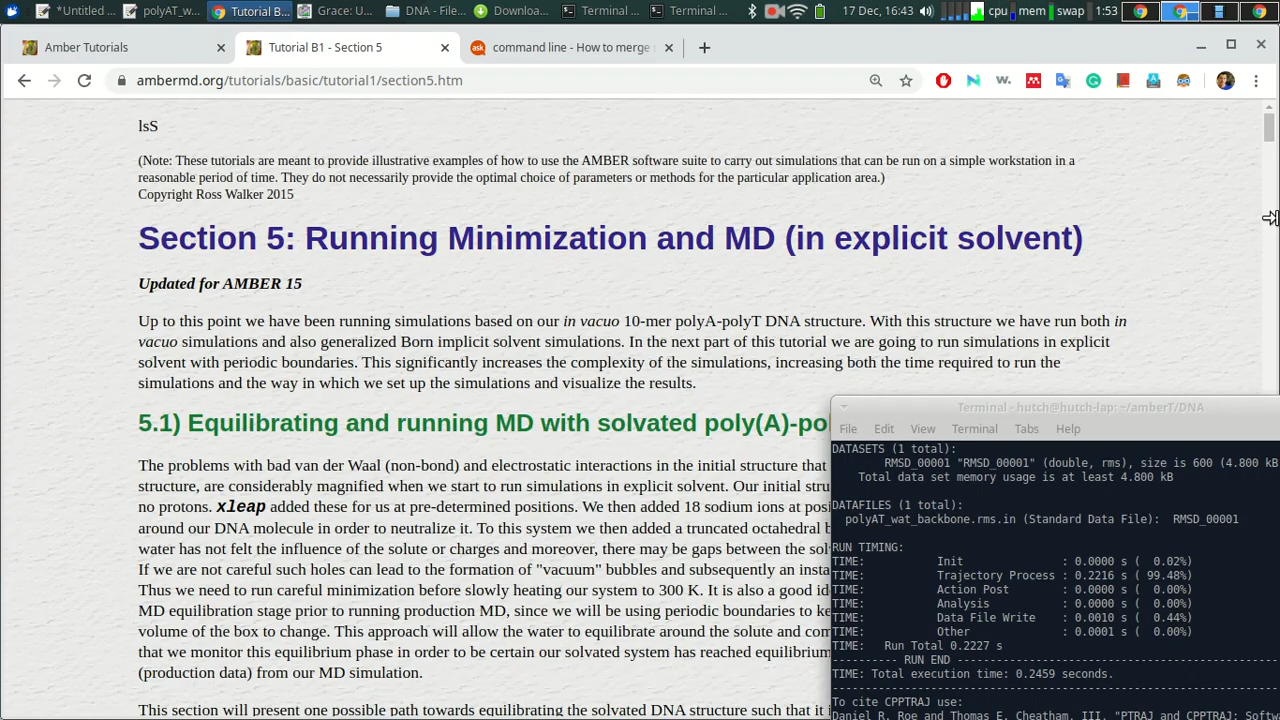 *Untitled ...
polyAT_w...
Tutorial B...
Grace: U...
DNA - File...
Downloa...
Terminal ...
Terminal ...
17 Dec, 16:43
cpu
mem
swap
1:53
Amber Tutorials
Tutorial B1 - Section 5
command line - How to merge
ambermd.org/tutorials/basic/tutorial1/section5.htm
lsS
(Note: These tutorials are meant to provide illustrative examples of how to use the AMBER software suite to carry out simulations that can be run on a simple workstation in a
reasonable period of time. They do not necessarily provide the optimal choice of parameters or methods for the particular application area.)
Copyright Ross Walker 2015
Section 5: Running Minimization and MD (in explicit solvent)
Updated for AMBER 15
Up to this point we have been running simulations based on our in vacuo 10-mer polyA-polyT DNA structure. With this structure we have run both in
vacuo simulations and also generalized Born implicit solvent simulations. In the next part of this tutorial we are going to run simulations in explicit
solvent with periodic boundaries. This significantly increases the complexity of the simulations, increasing both the time required to run the
simulations and the way in which we set up the simulations and visualize the results.
5.1) Equilibrating and running MD with solvated poly(A)-po
The problems with bad van der Waal (non-bond) and electrostatic interactions in the initial structure that
structure, are considerably magnified when we start to run simulations in explicit solvent. Our initial stru
no protons. xleap added these for us at pre-determined positions. We then added 18 sodium ions at posi
around our DNA molecule in order to neutralize it. To this system we then added a truncated octahedral b
water has not felt the influence of the solute or charges and moreover, there may be gaps between the sol
If we are not careful such holes can lead to the formation of "vacuum" bubbles and subsequently an insta
Thus we need to run careful minimization before slowly heating our system to 300 K. It is also a good id
MD equilibration stage prior to running production MD, since we will be using periodic boundaries to ke
volume of the box to change. This approach will allow the water to equilibrate around the solute and com
that we monitor this equilibrium phase in order to be certain our solvated system has reached equilibrium
(production data) from our MD simulation.
This section will present one possible path towards equilibrating the solvated DNA structure such that it i
Terminal - hutch@hutch-lap: ~/amberT/DNA
File Edit View Terminal Tabs Help
DATASETS (1 total):
RMSD_00001 "RMSD_00001" (double, rms), size is 600 (4.800 kB
Total data set memory usage is at least 4.800 kB
DATAFILES (1 total):
polyAT_wat_backbone.rms.in (Standard Data File): RMSD_00001
RUN TIMING:
TIME: Init : 0.0000 s ( 0.02%)
TIME: Trajectory Process : 0.2216 s ( 99.48%)
TIME: Action Post : 0.0000 s ( 0.00%)
TIME: Analysis : 0.0000 s ( 0.00%)
TIME: Data File Write : 0.0010 s ( 0.44%)
TIME: Other : 0.0001 s ( 0.00%)
TIME: Run Total 0.2227 s
---------- RUN END ---------------------------------------------------
TIME: Total execution time: 0.2459 seconds.
--------------------------------------------------------------------------------
To cite CPPTRAJ use:
Daniel R. Roe and Thomas E. Cheatham, III, "PTRAJ and CPPTRAJ: Softw